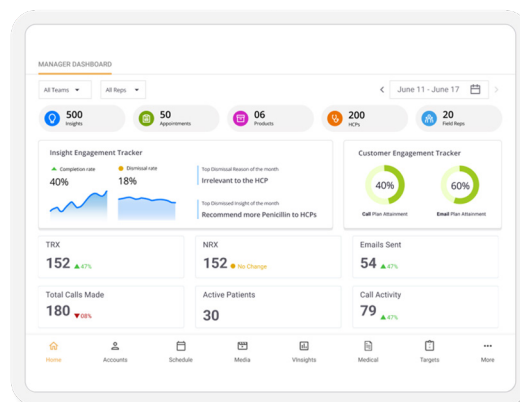 MANAGER DASHBOARD
All Teams
All Reps
June 11 - June 17
500
Insights
50
Appointments
06
Products
200
HCPs
20
Field Reps
Insight Engagement Tracker
Completion rate
40%
Dismissal rate
18%
Top Dismissal Reason of the month
Irrelevant to the HCP
Top Dismissed Insight of the month
Recommend more Penicillin to HCPs
Customer Engagement Tracker
40%
Call Plan Attainment
60%
Email Plan Attainment
TRX
152 47%
NRX
152 No Change
Emails Sent
54 47%
Total Calls Made
180 08%
Active Patients
30
Call Activity
79 47%
Home
Accounts
Schedule
Media
VInsights
Medical
Targets
More